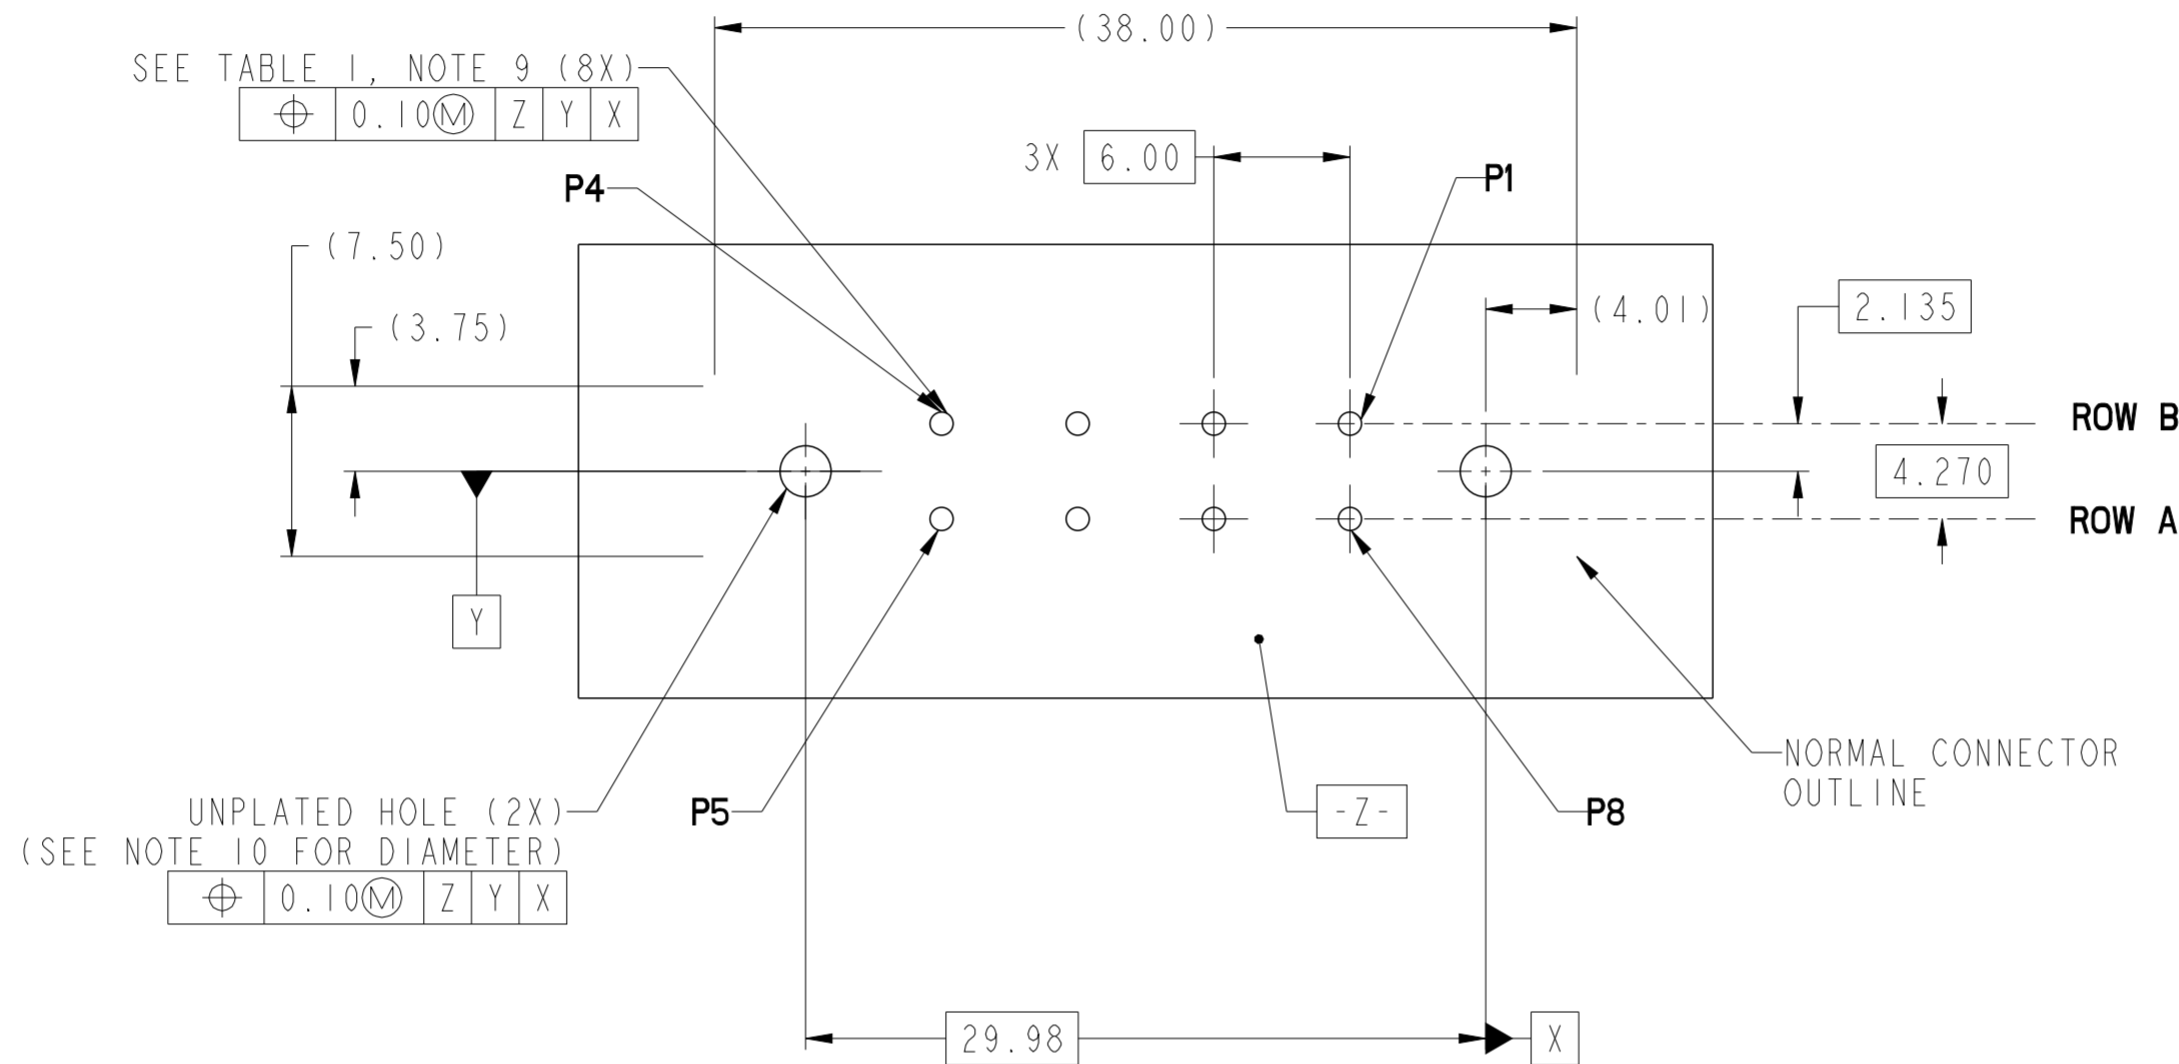 (38.00)
SEE TABLE 1, NOTE 9 (8X)
⌖ 0.10Ⓜ Z Y X
3X 6.00
P4
P1
(7.50)
(3.75)
(4.01)
2.135
ROW B
4.270
ROW A
Y
NORMAL CONNECTOR
OUTLINE
UNPLATED HOLE (2X)
(SEE NOTE 10 FOR DIAMETER)
⌖ 0.10Ⓜ Z Y X
P5
-Z-
P8
29.98
X